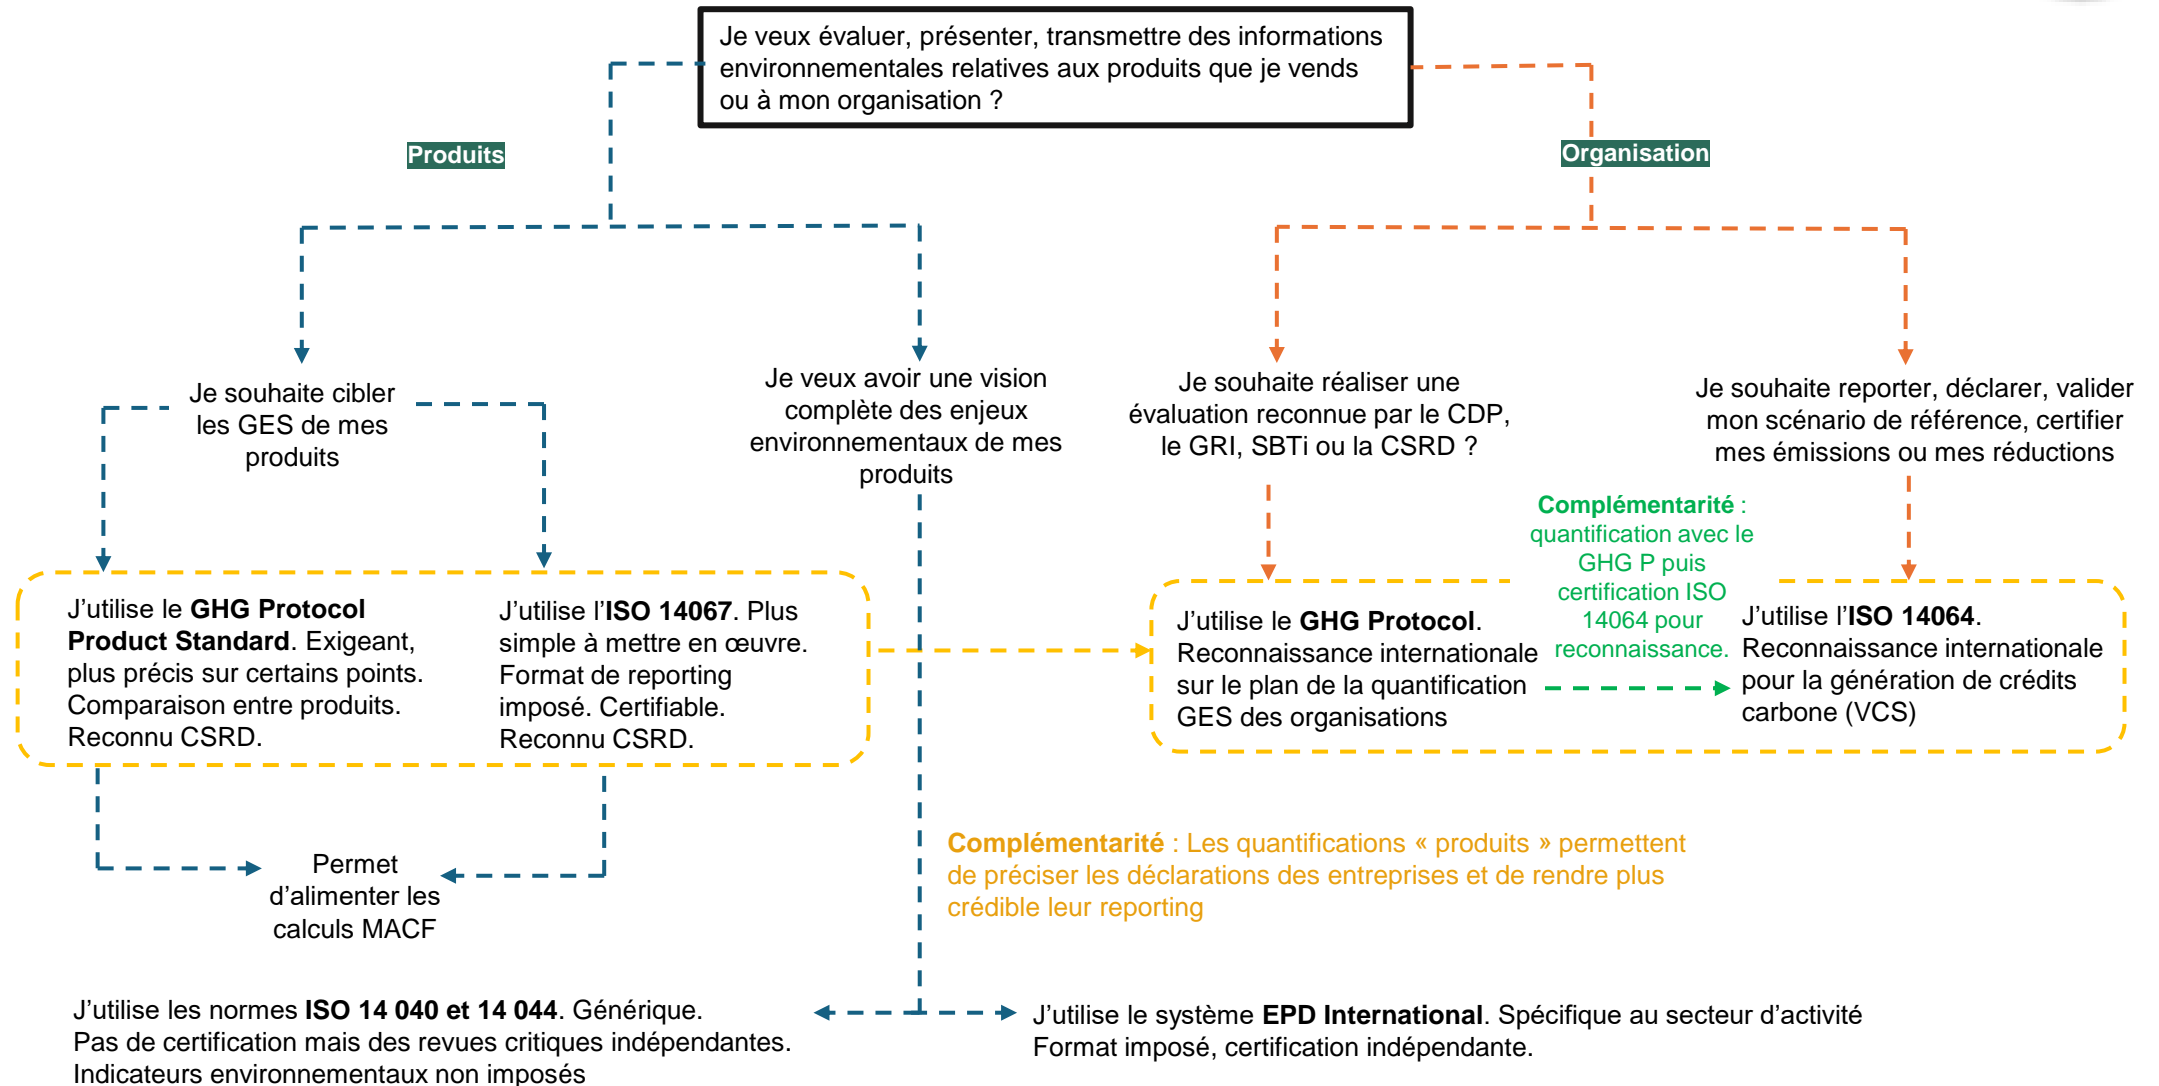 Je veux évaluer, présenter, transmettre des informations
environnementales relatives aux produits que je vends
ou à mon organisation ?
Produits
Organisation
Je souhaite cibler
les GES de mes
produits
Je veux avoir une vision
complète des enjeux
environnementaux de mes
produits
Je souhaite réaliser une
évaluation reconnue par le CDP,
le GRI, SBTi ou la CSRD ?
Je souhaite reporter, déclarer, valider
mon scénario de référence, certifier
mes émissions ou mes réductions
Complémentarité :
quantification avec le
GHG P puis
certification ISO
14064 pour
reconnaissance.
J’utilise le GHG Protocol
Product Standard. Exigeant,
plus précis sur certains points.
Comparaison entre produits.
Reconnu CSRD.
J’utilise l’ISO 14067. Plus
simple à mettre en œuvre.
Format de reporting
imposé. Certifiable.
Reconnu CSRD.
J’utilise le GHG Protocol.
Reconnaissance internationale
sur le plan de la quantification
GES des organisations
J’utilise l’ISO 14064.
Reconnaissance internationale
pour la génération de crédits
carbone (VCS)
Permet
d’alimenter les
calculs MACF
Complémentarité : Les quantifications « produits » permettent
de préciser les déclarations des entreprises et de rendre plus
crédible leur reporting
J’utilise les normes ISO 14 040 et 14 044. Générique.
Pas de certification mais des revues critiques indépendantes.
Indicateurs environnementaux non imposés
J’utilise le système EPD International. Spécifique au secteur d’activité
Format imposé, certification indépendante.